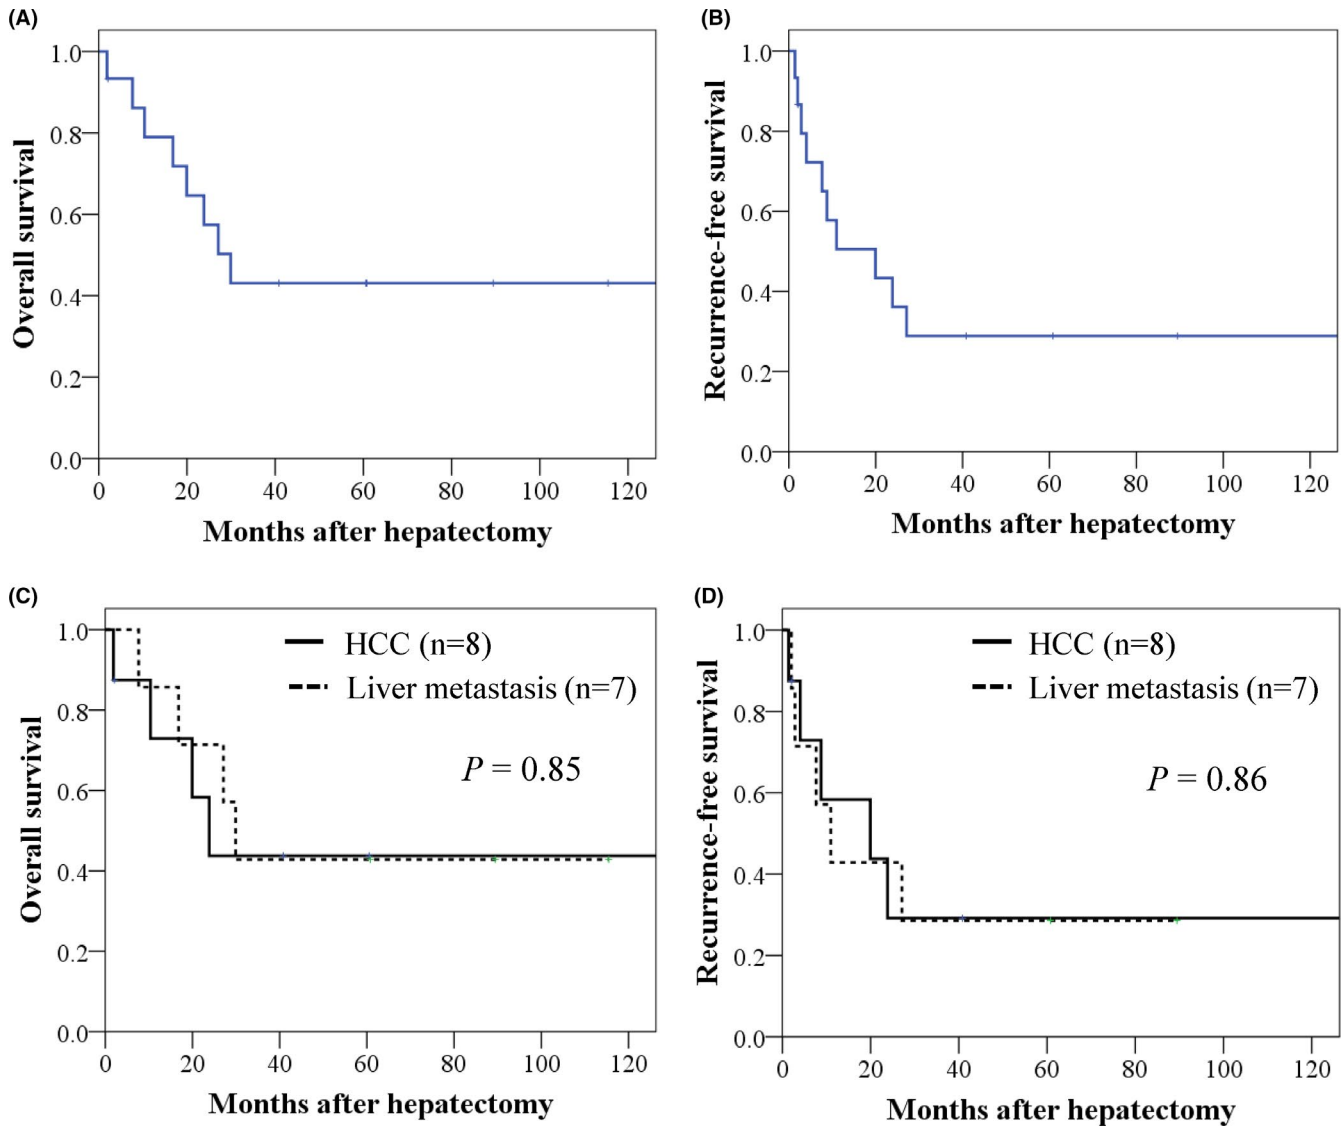 (A)
Overall survival
1.0
0.8
0.6
0.4
0.2
0.0
0 20 40 60 80 100 120
Months after hepatectomy
(B)
Recurrence-free survival
1.0
0.8
0.6
0.4
0.2
0.0
0 20 40 60 80 100 120
Months after hepatectomy
(C)
Overall survival
1.0
0.8
0.6
0.4
0.2
0.0
HCC (n=8)
Liver metastasis (n=7)
P = 0.85
0 20 40 60 80 100 120
Months after hepatectomy
(D)
Recurrence-free survival
1.0
0.8
0.6
0.4
0.2
0.0
HCC (n=8)
Liver metastasis (n=7)
P = 0.86
0 20 40 60 80 100 120
Months after hepatectomy